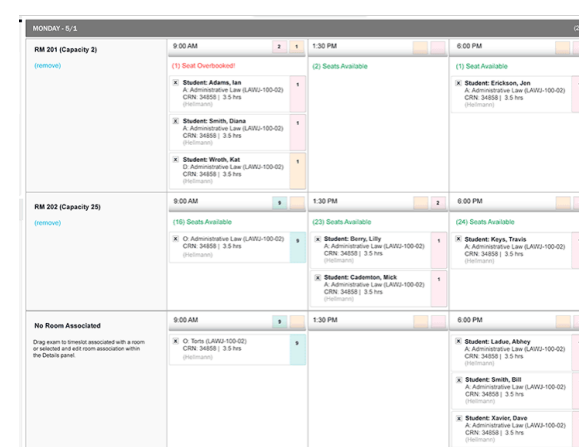 MONDAY - 5/1
RM 201 (Capacity 2)
(remove)
9:00 AM
2
1
(1) Seat Overbooked!
x Student: Adams, Ian
1
A: Administrative Law (LAWJ-100-02)
CRN: 34858 | 3.5 hrs
(Hellmann)
x Student: Smith, Diana
1
A: Administrative Law (LAWJ-100-02)
CRN: 34858 | 3.5 hrs
(Hellmann)
x Student: Wroth, Kat
1
D: Administrative Law (LAWJ-100-02)
CRN: 34858 | 3.5 hrs
(Hellmann)
1:30 PM
(2) Seats Available
6:00 PM
(1) Seat Available
x Student: Erickson, Jen
A: Administrative Law (LAWJ-100-02)
CRN: 34858 | 3.5 hrs
(Hellmann)
RM 202 (Capacity 25)
(remove)
9:00 AM
9
(16) Seats Available
x O: Administrative Law (LAWJ-100-02)
9
CRN: 34858 | 3.5 hrs
(Hellmann)
1:30 PM
2
(23) Seats Available
x Student: Berry, Lilly
1
A: Administrative Law (LAWJ-100-02)
CRN: 34858 | 3.5 hrs
(Hellmann)
x Student: Cademton, Mick
1
A: Administrative Law (LAWJ-100-02)
CRN: 34858 | 3.5 hrs
(Hellmann)
6:00 PM
(24) Seats Available
x Student: Keys, Travis
A: Administrative Law (LAWJ-100-02)
CRN: 34858 | 3.5 hrs
(Hellmann)
No Room Associated
Drag exam to timeslot associated with a room
or selected and edit room association within
the Details panel.
9:00 AM
9
x O: Torts (LAWJ-100-02)
9
CRN: 34858 | 3.5 hrs
(Hellmann)
1:30 PM
6:00 PM
x Student: Ladue, Abhey
A: Administrative Law (LAWJ-100-02)
CRN: 34858 | 3.5 hrs
(Hellmann)
x Student: Smith, Bill
A: Administrative Law (LAWJ-100-02)
CRN: 34858 | 3.5 hrs
(Hellmann)
x Student: Xavier, Dave
A: Administrative Law (LAWJ-100-02)
CRN: 34858 | 3.5 hrs